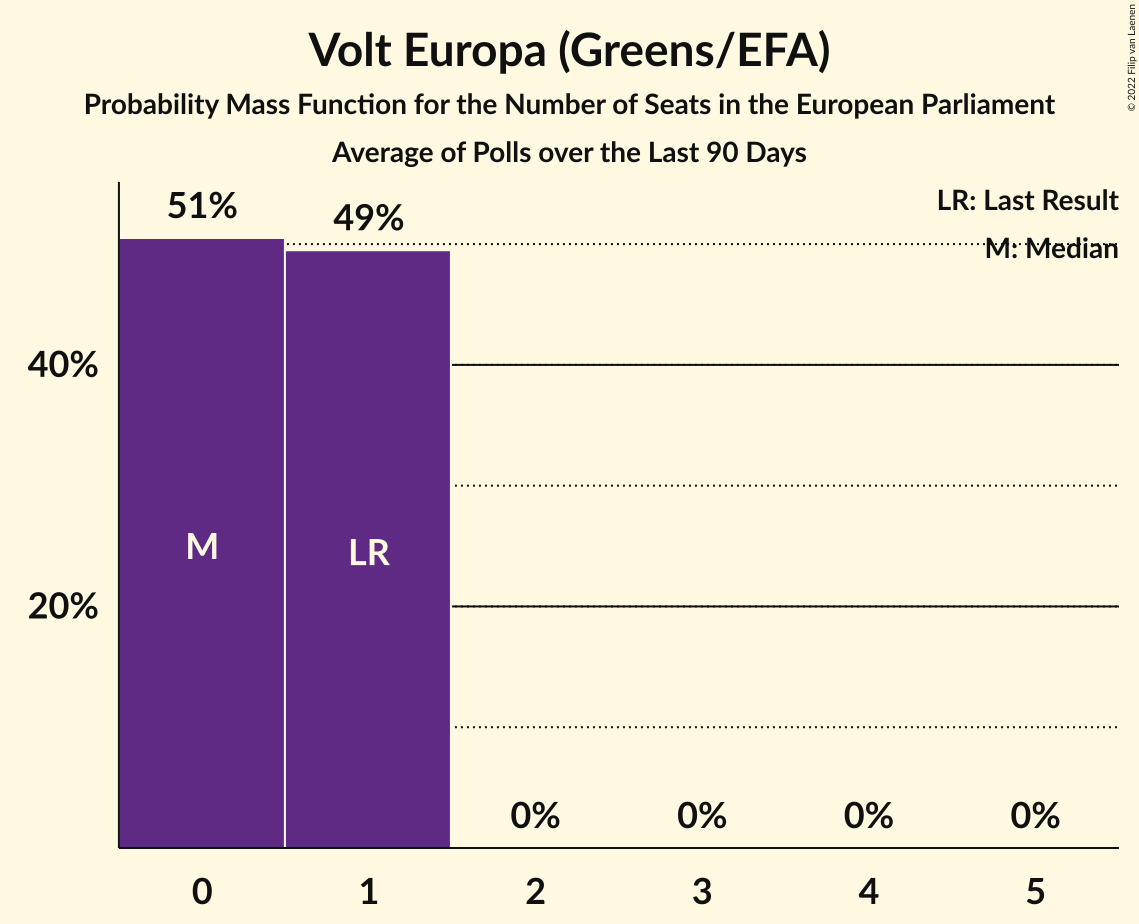 Volt Europa (Greens/EFA)
Probability Mass Function for the Number of Seats in the European Parliament
Average of Polls over the Last 90 Days
© 2022 Filip van Laenen
LR: Last Result
M: Median
51%
49%
40%
20%
M
LR
0%
0%
0%
0%
0
1
2
3
4
5